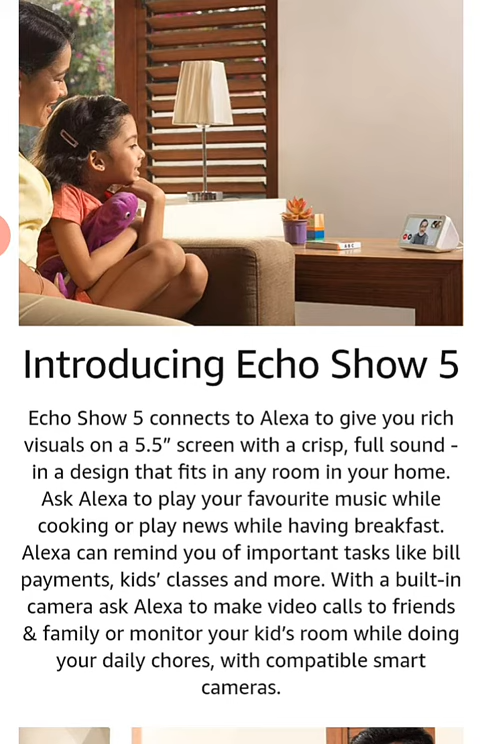 ABC
Introducing Echo Show 5
Echo Show 5 connects to Alexa to give you rich
visuals on a 5.5” screen with a crisp, full sound -
in a design that fits in any room in your home.
Ask Alexa to play your favourite music while
cooking or play news while having breakfast.
Alexa can remind you of important tasks like bill
payments, kids’ classes and more. With a built-in
camera ask Alexa to make video calls to friends
& family or monitor your kid’s room while doing
your daily chores, with compatible smart
cameras.